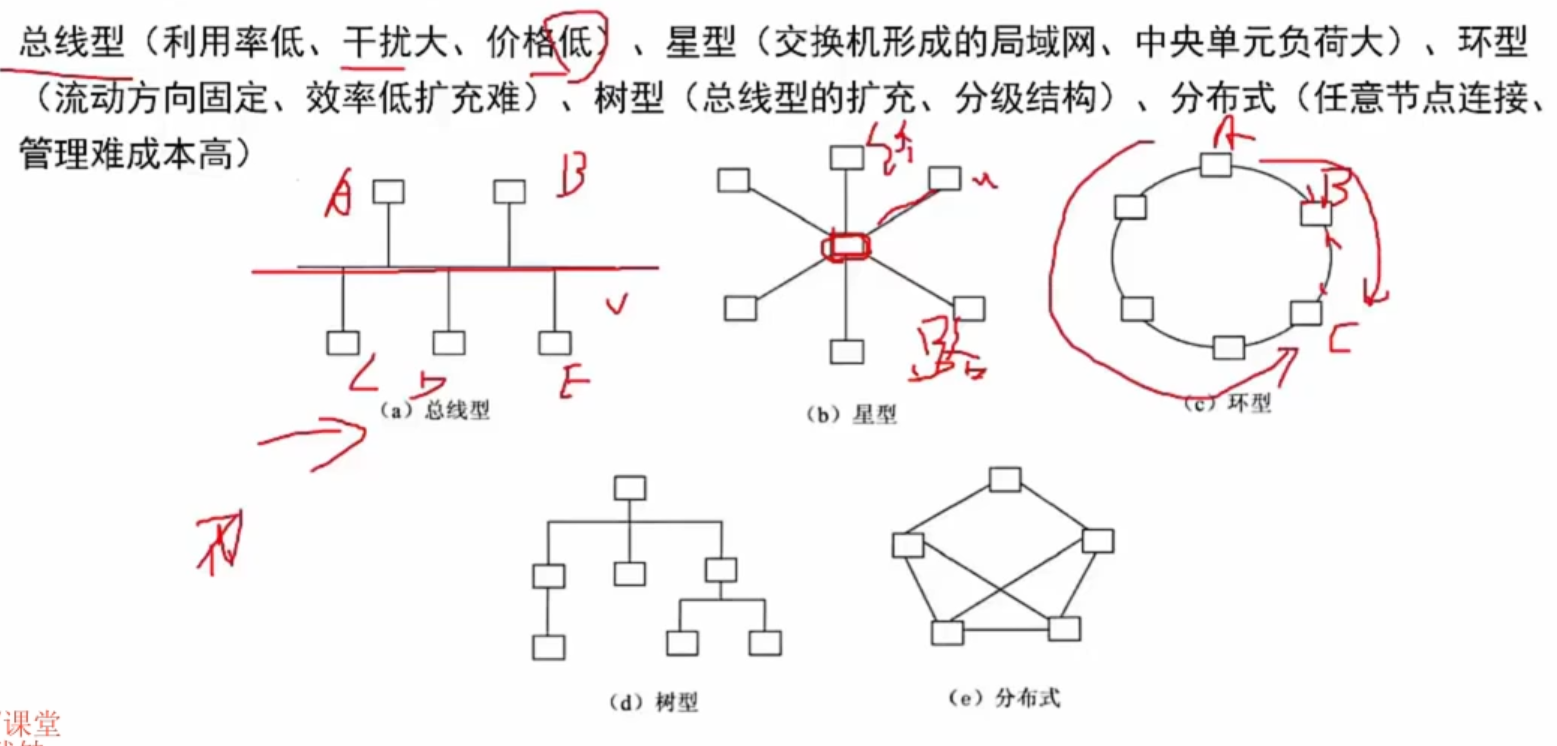 总线型（利用率低、干扰大、价格低）、星型（交换机形成的局域网、中央单元负荷大）、环型
（流动方向固定、效率低扩充难）、树型（总线型的扩充、分级结构）、分布式（任意节点连接、
管理难成本高）
A
B
A
B
C
D
E
C
（a）总线型
（b）星型
（c）环型
（d）树型
（e）分布式
课堂